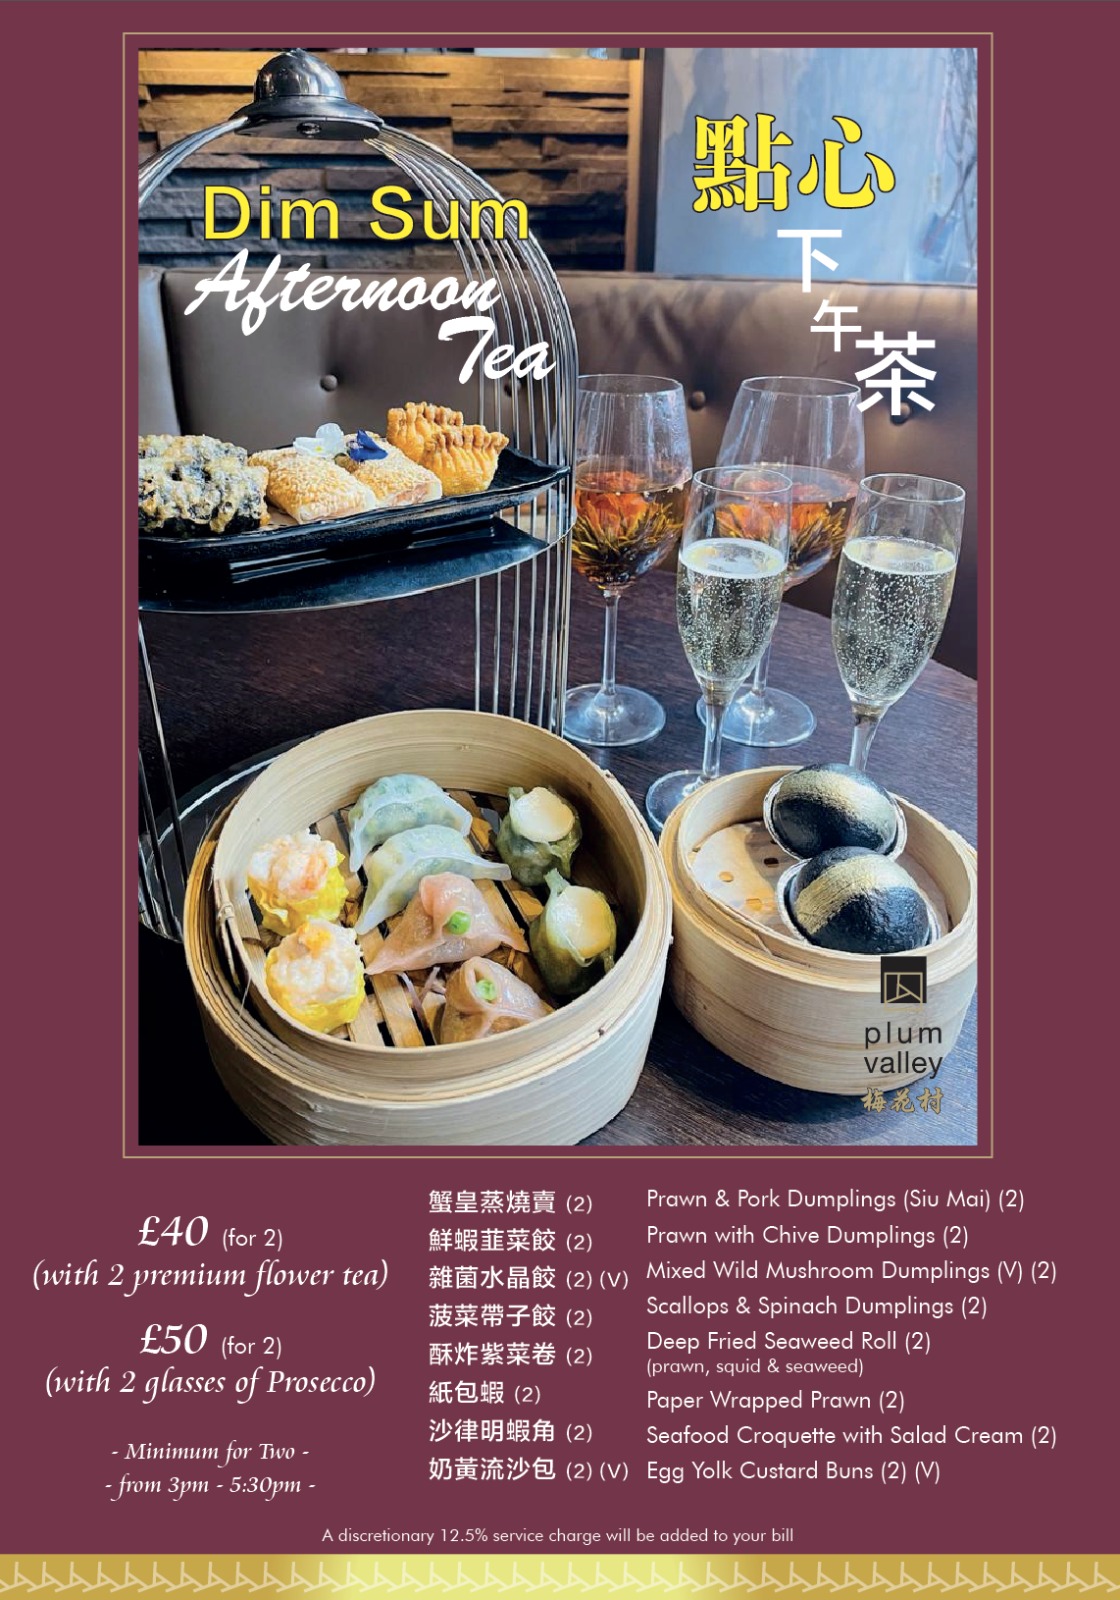 Dim Sum
Afternoon
Tea
點心
下
午
茶
plum
valley
梅花村
£40 (for 2)
(with 2 premium flower tea)
£50 (for 2)
(with 2 glasses of Prosecco)
- Minimum for Two -
- from 3pm - 5:30pm -
蟹皇蒸燒賣 (2)
鮮蝦韮菜餃 (2)
雜菌水晶餃 (2) (V)
菠菜帶子餃 (2)
酥炸紫菜卷 (2)
紙包蝦 (2)
沙律明蝦角 (2)
奶黃流沙包 (2) (V)
Prawn & Pork Dumplings (Siu Mai) (2)
Prawn with Chive Dumplings (2)
Mixed Wild Mushroom Dumplings (V) (2)
Scallops & Spinach Dumplings (2)
Deep Fried Seaweed Roll (2)
(prawn, squid & seaweed)
Paper Wrapped Prawn (2)
Seafood Croquette with Salad Cream (2)
Egg Yolk Custard Buns (2) (V)
A discretionary 12.5% service charge will be added to your bill